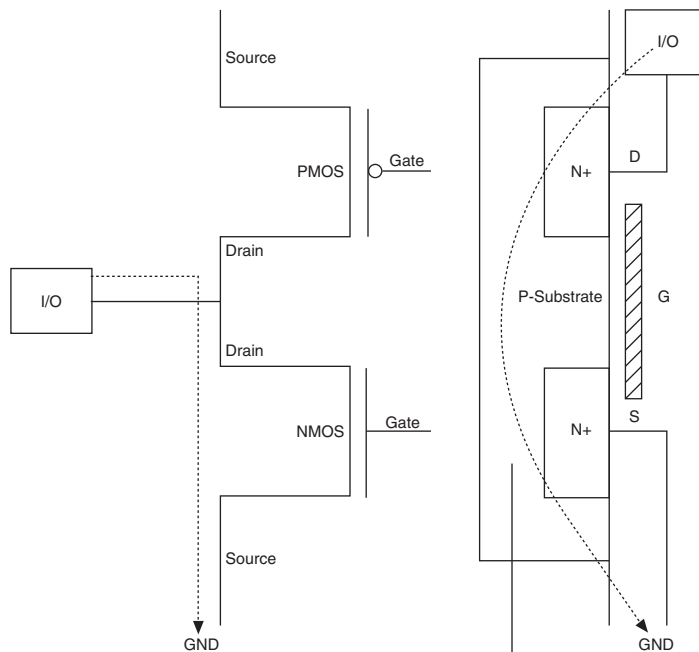 Source
PMOS
Gate
Drain
I/O
Drain
NMOS
Gate
Source
GND
I/O
D
N+
P-Substrate
G
S
N+
GND